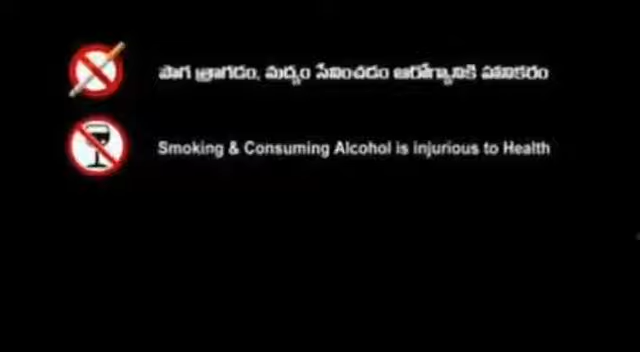 పొగ త్రాగడం, మద్యం సేవించడం ఆరోగ్యానికి హానికరం
Smoking & Consuming Alcohol is injurious to Health